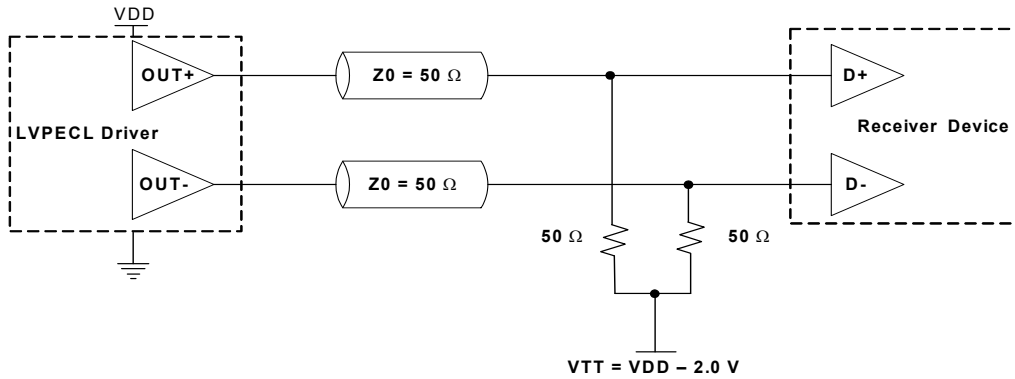 VDD
OUT+
Z0 = 50 Ω
D+
LVPECL Driver
Receiver Device
OUT-
Z0 = 50 Ω
D-
50 Ω
50 Ω
VTT = VDD – 2.0 V